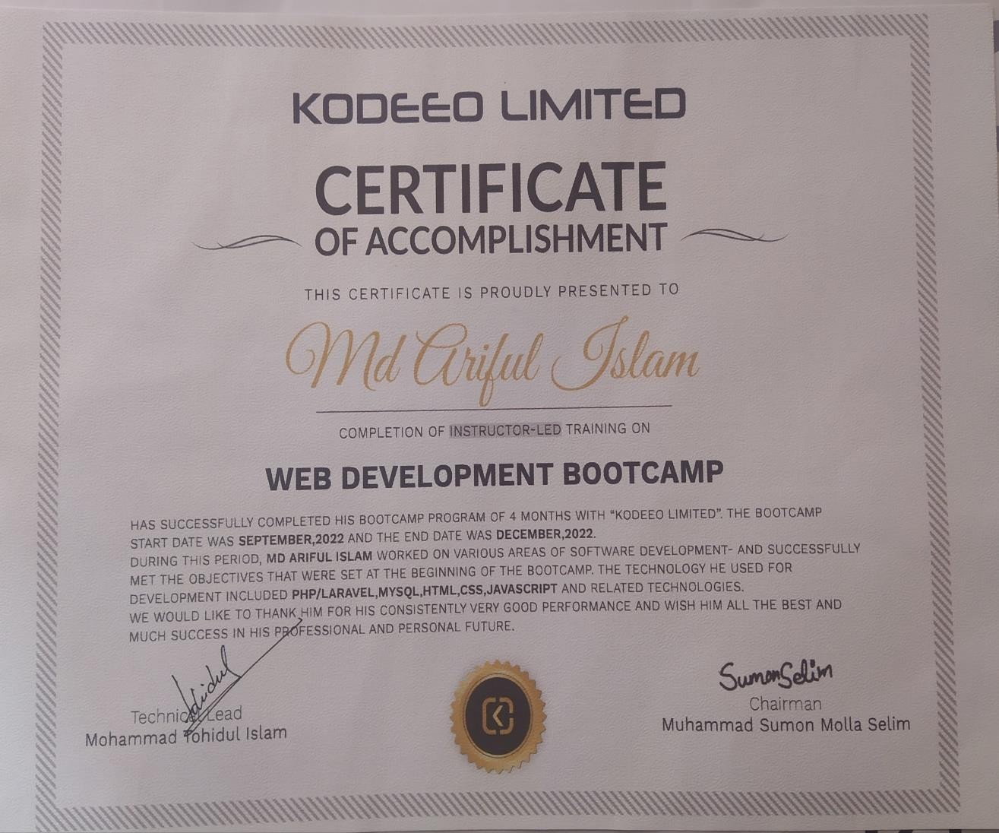 KODEEO LIMITED
CERTIFICATE
OF ACCOMPLISHMENT
THIS CERTIFICATE IS PROUDLY PRESENTED TO
Md Ariful Islam
COMPLETION OF INSTRUCTOR-LED TRAINING ON
WEB DEVELOPMENT BOOTCAMP
HAS SUCCESSFULLY COMPLETED HIS BOOTCAMP PROGRAM OF 4 MONTHS WITH “KODEEO LIMITED”. THE BOOTCAMP
START DATE WAS SEPTEMBER,2022 AND THE END DATE WAS DECEMBER,2022.
DURING THIS PERIOD, MD ARIFUL ISLAM WORKED ON VARIOUS AREAS OF SOFTWARE DEVELOPMENT- AND SUCCESSFULLY
MET THE OBJECTIVES THAT WERE SET AT THE BEGINNING OF THE BOOTCAMP. THE TECHNOLOGY HE USED FOR
DEVELOPMENT INCLUDED PHP/LARAVEL,MYSQL,HTML,CSS,JAVASCRIPT AND RELATED TECHNOLOGIES.
WE WOULD LIKE TO THANK HIM FOR HIS CONSISTENTLY VERY GOOD PERFORMANCE AND WISH HIM ALL THE BEST AND
MUCH SUCCESS IN HIS PROFESSIONAL AND PERSONAL FUTURE.
Technical Lead
Mohammad Tohidul Islam
SumonSelim
Chairman
Muhammad Sumon Molla Selim